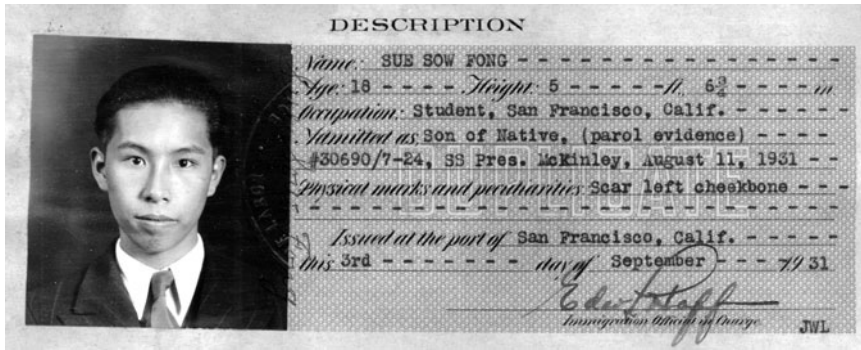 DESCRIPTION
Name: SUE SOW FONG - - - - - - - - - - - - - - - -
Age: 18 - - - - Height: 5 - - - - - ft. 6¾ - - - - in
Occupation: Student, San Francisco, Calif. - - - - - -
Admitted as Son of Native, (parol evidence) - - - -
#30690/7-24, SS Pres. McKinley, August 11, 1931 - -
Physical marks and peculiarities Scar left cheekbone - - -
DUPLICATE
Issued at the port of San Francisco, Calif. - - - - -
this 3rd - - - - - - - day of September - - - - 1931
Immigration Official in Charge.
JWL